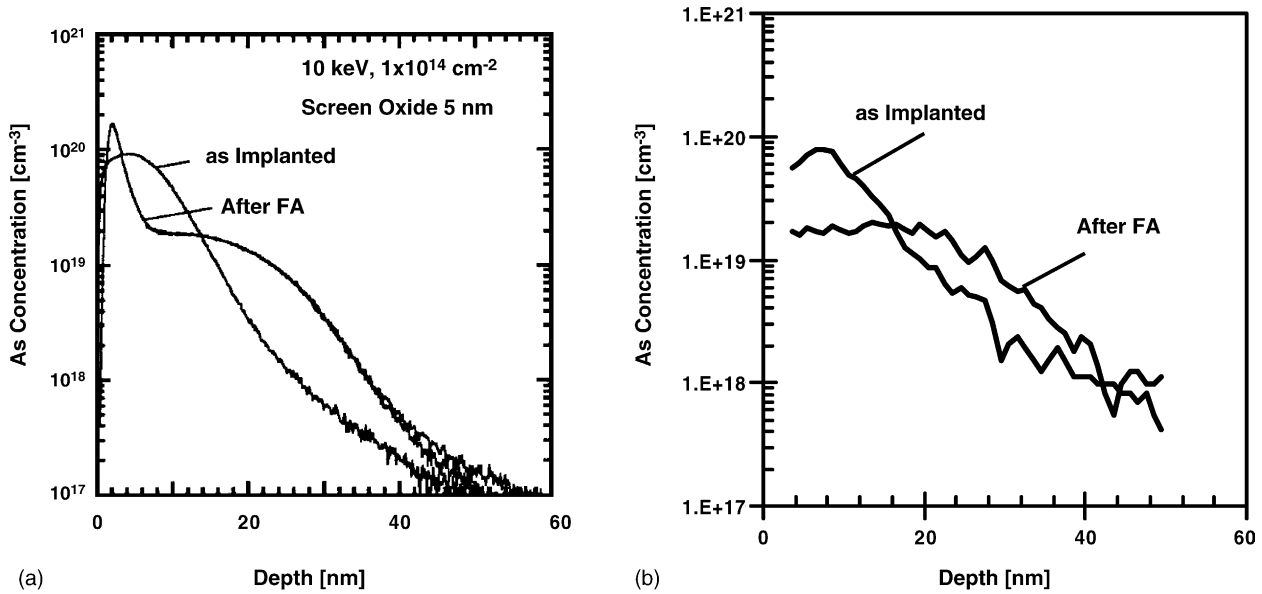 10²¹
10²⁰
10¹⁹
10¹⁸
10¹⁷
As Concentration [cm⁻³]
10 keV, 1x10¹⁴ cm⁻²
Screen Oxide 5 nm
as Implanted
After FA
0
20
40
60
Depth [nm]
(a)
1.E+21
1.E+20
1.E+19
1.E+18
1.E+17
As Concentration [cm⁻³]
as Implanted
After FA
0
20
40
60
Depth [nm]
(b)